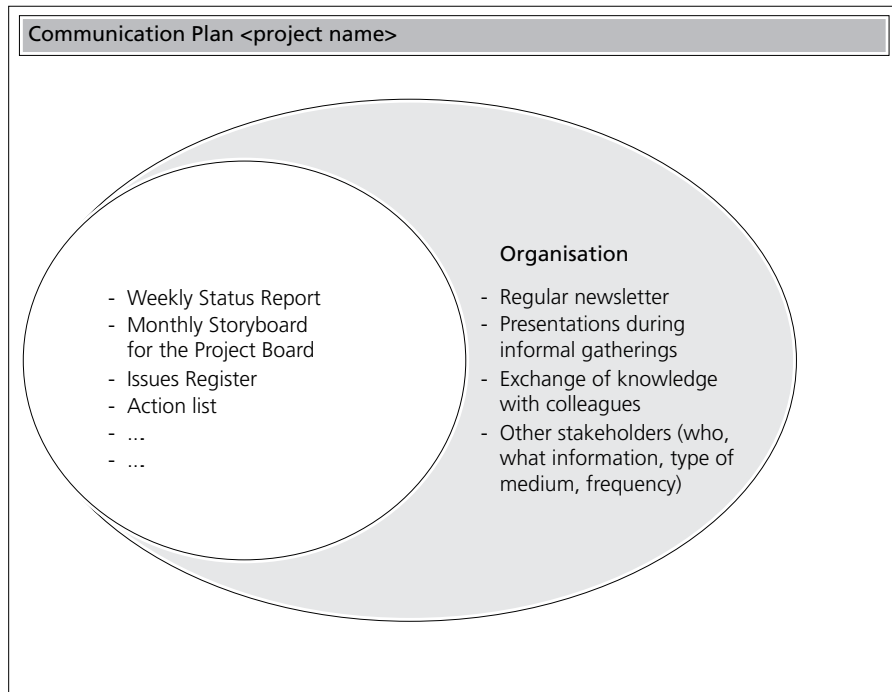 Communication Plan <project name>
- Weekly Status Report
- Monthly Storyboard
for the Project Board
- Issues Register
- Action list
- ...
- ...
Organisation
- Regular newsletter
- Presentations during
informal gatherings
- Exchange of knowledge
with colleagues
- Other stakeholders (who,
what information, type of
medium, frequency)